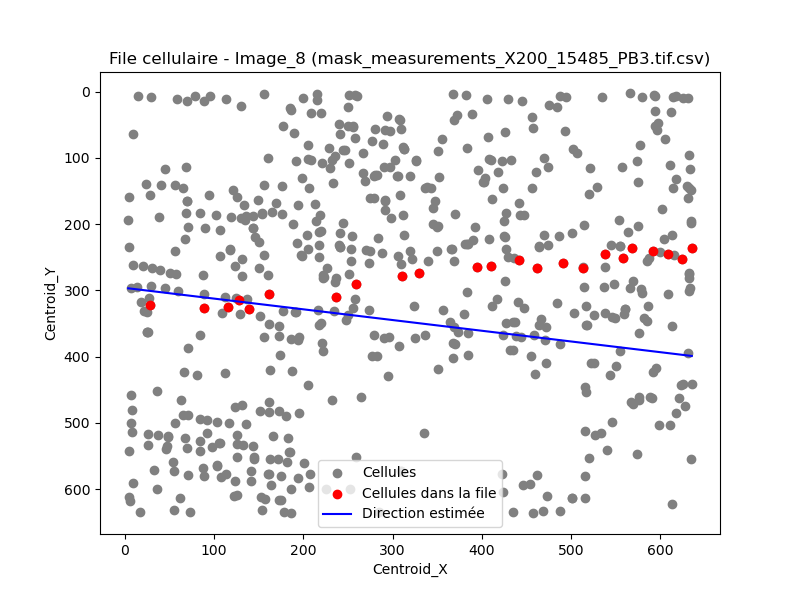 File cellulaire - Image_8 (mask_measurements_X200_15485_PB3.tif.csv)
0
100
200
300
400
500
600
Centroid_Y
Cellules
Cellules dans la file
Direction estimée
0 100 200 300 400 500 600
Centroid_X